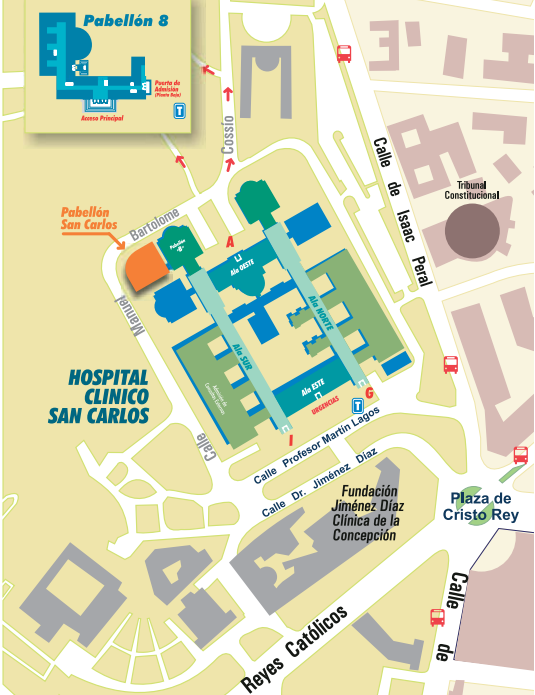 Pabellón 8
Puerta de
Admisión
(Planta Baja)
T
Acceso Principal
Cossío
Bartolome
Manuel
Calle
Pabellón
San Carlos
Pabellón
8
A
Ala OESTE
Ala NORTE
Ala SUR
Ala ESTE
URGENCIAS
G
T
I
HOSPITAL
CLINICO
SAN CARLOS
Calle de Isaac Peral
Tribunal
Constitucional
Calle Profesor Martín Lagos
Calle Dr. Jiménez Díaz
Fundación
Jiménez Díaz
Clínica de la
Concepción
Plaza de
Cristo Rey
Reyes Católicos
Calle de